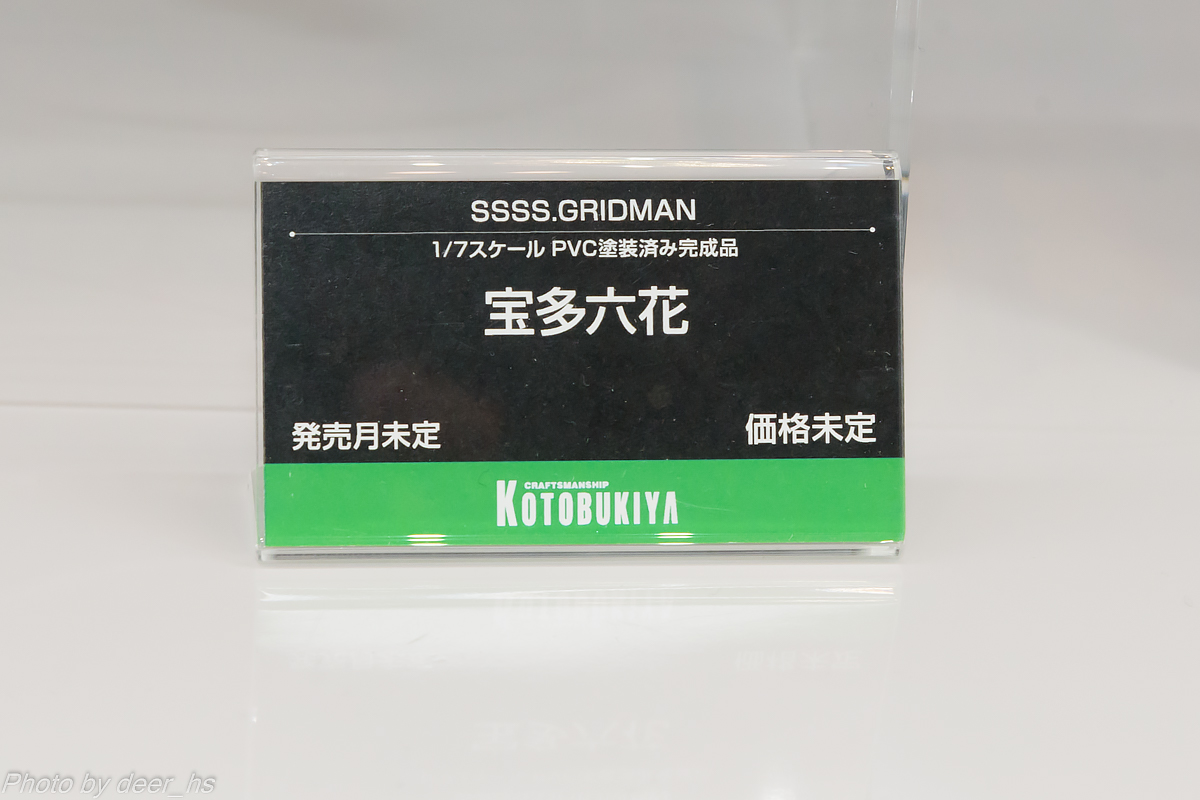 SSSS.GRIDMAN
1/7スケール PVC塗装済み完成品
宝多六花
発売月未定
価格未定
CRAFTSMANSHIP
KOTOBUKIYA
Photo by deer_hs